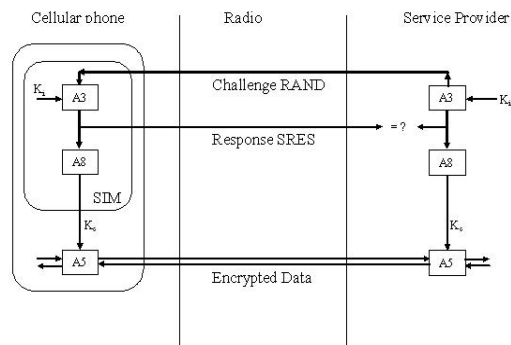 Cellular phone
Radio
Service Provider
Ki
A3
Challenge RAND
A3
Ki
= ?
Response SRES
A8
A8
SIM
Kc
Kc
A5
A5
Encrypted Data